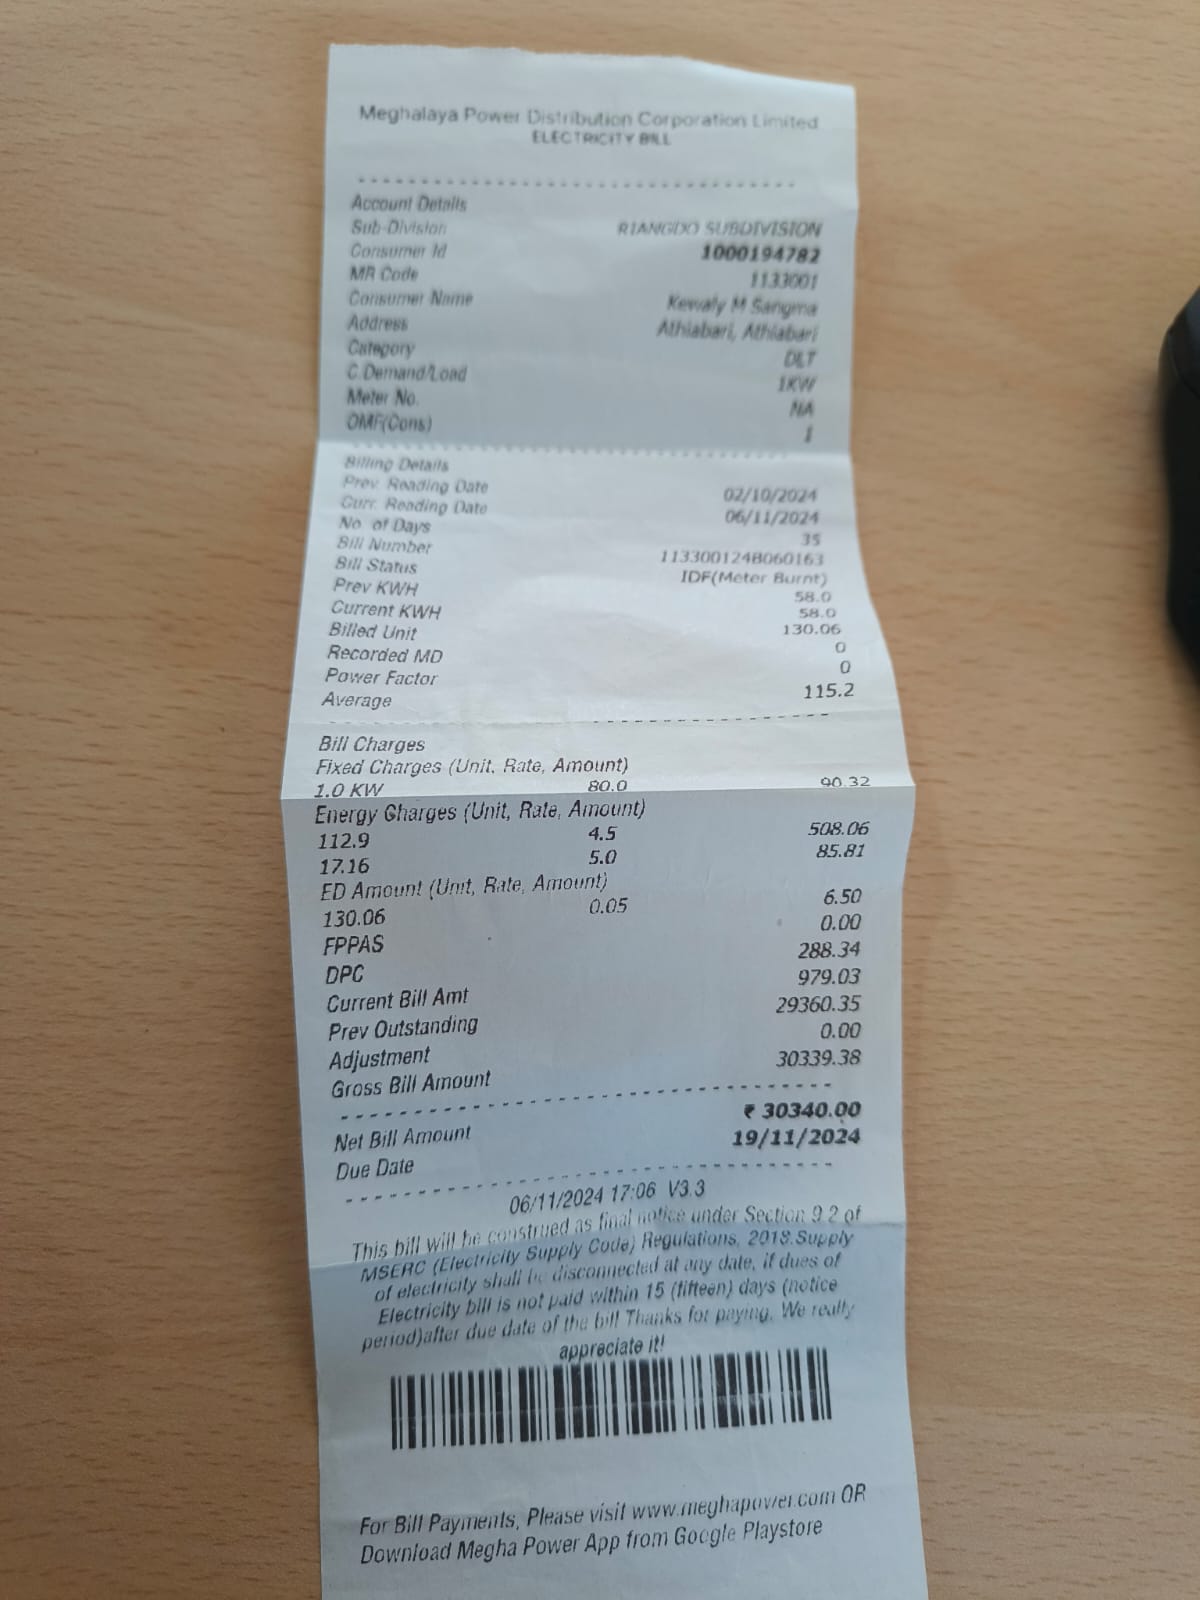 Meghalaya Power Distribution Corporation Limited
ELECTRICITY BILL
Account Details
Sub-Division RIANGDO SUBDIVISION
Consumer Id 1000194782
MR Code 1133001
Consumer Name Kewaly M Sangma
Address Athiabari, Athiabari
Category DLT
C.Demand/Load 1KW
Meter No. NA
OMF(Cons) 1
Billing Details
Prev. Reading Date 02/10/2024
Curr. Reading Date 06/11/2024
No. of Days 35
Bill Number 113300124B060163
Bill Status IDF(Meter Burnt)
Prev KWH 58.0
Current KWH 58.0
Billed Unit 130.06
Recorded MD 0
Power Factor 0
Average 115.2
Bill Charges
Fixed Charges (Unit, Rate, Amount)
1.0 KW 80.0 90.32
Energy Charges (Unit, Rate, Amount)
112.9 4.5 508.06
17.16 5.0 85.81
ED Amount (Unit, Rate, Amount)
130.06 0.05 6.50
FPPAS 0.00
DPC 288.34
Current Bill Amt 979.03
Prev Outstanding 29360.35
Adjustment 0.00
Gross Bill Amount 30339.38
Net Bill Amount ₹ 30340.00
Due Date 19/11/2024
06/11/2024 17:06 V3.3
This bill will be construed as final notice under Section 9.2 of
MSERC (Electricity Supply Code) Regulations, 2018.Supply
of electricity shall be disconnected at any date, if dues of
Electricity bill is not paid within 15 (fifteen) days (notice
period)after due date of the bill Thanks for paying. We really
appreciate it!
For Bill Payments, Please visit www.meghapower.com OR
Download Megha Power App from Google Playstore